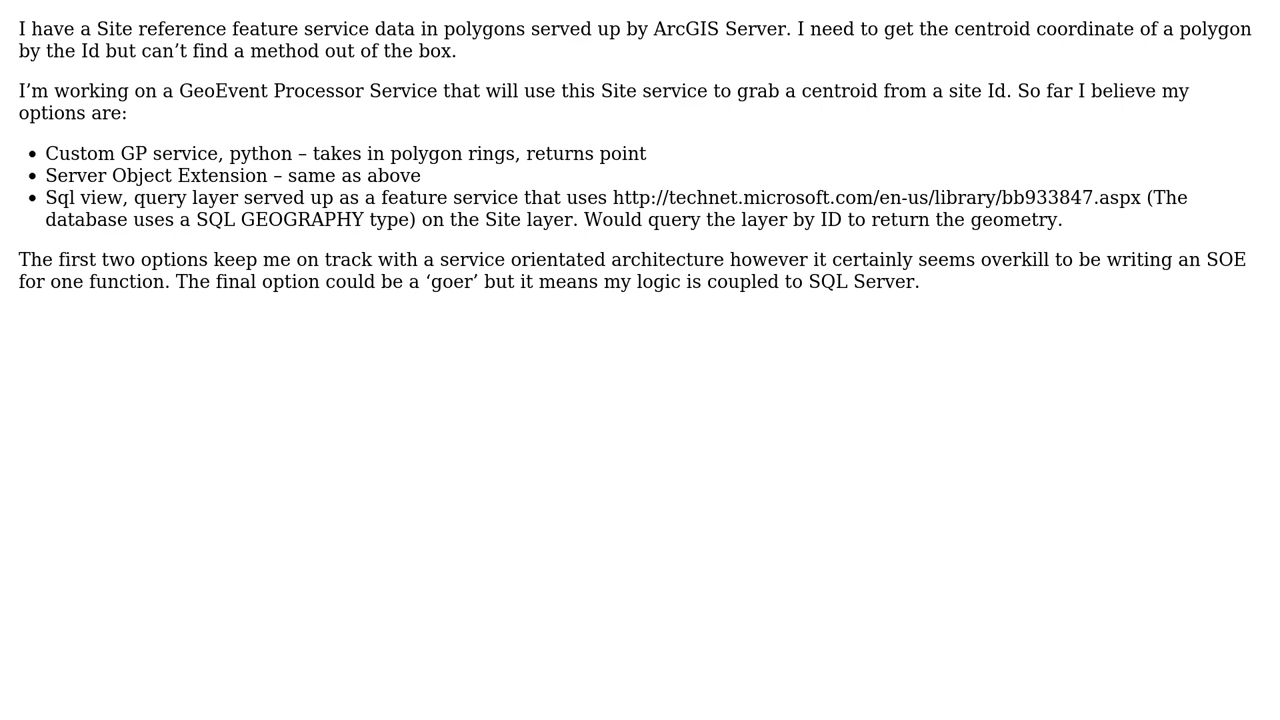 I have a Site reference feature service data in polygons served up by ArcGIS Server. I need to get the centroid coordinate of a polygon
by the Id but can’t find a method out of the box.
I’m working on a GeoEvent Processor Service that will use this Site service to grab a centroid from a site Id. So far I believe my
options are:
• Custom GP service, python – takes in polygon rings, returns point
• Server Object Extension – same as above
• Sql view, query layer served up as a feature service that uses http://technet.microsoft.com/en-us/library/bb933847.aspx (The
database uses a SQL GEOGRAPHY type) on the Site layer. Would query the layer by ID to return the geometry.
The first two options keep me on track with a service orientated architecture however it certainly seems overkill to be writing an SOE
for one function. The final option could be a ‘goer’ but it means my logic is coupled to SQL Server.